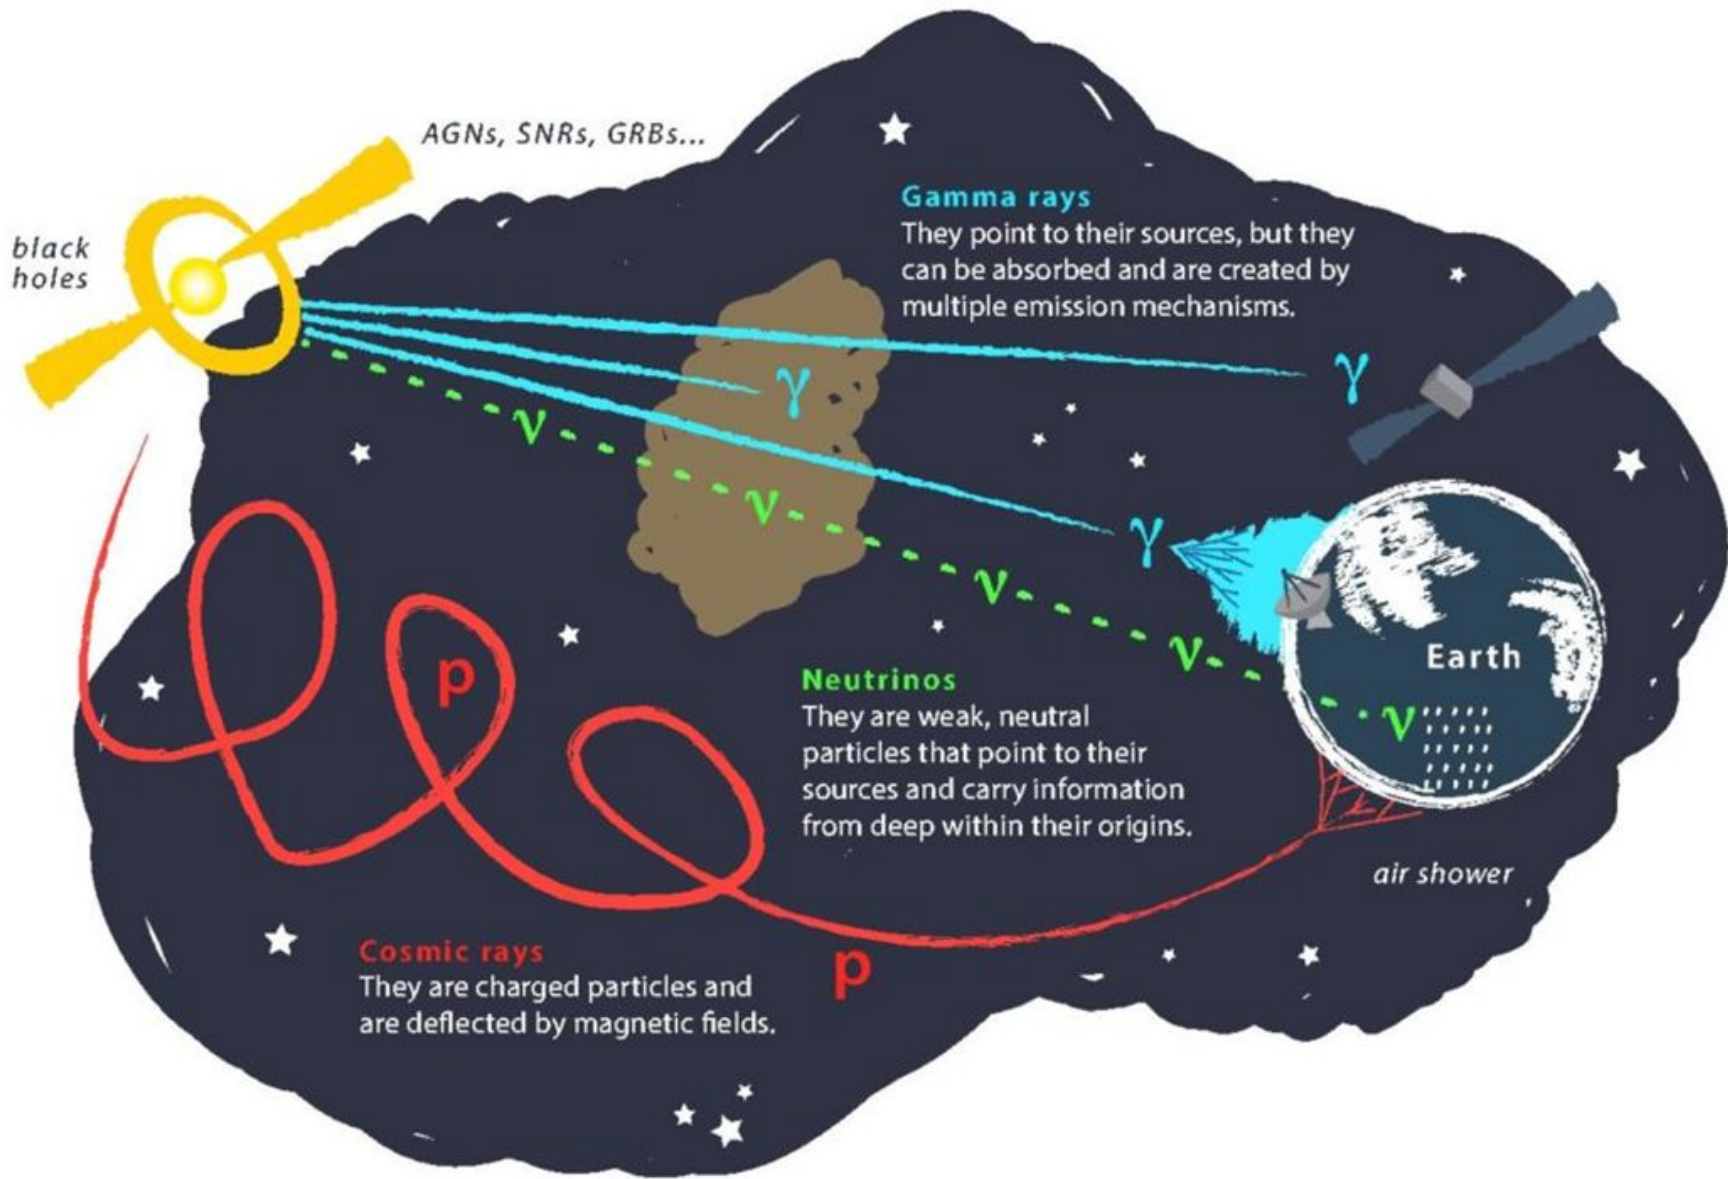 AGNs, SNRs, GRBs...
black
holes
Gamma rays
They point to their sources, but they
can be absorbed and are created by
multiple emission mechanisms.
γ
γ
ν
ν
γ
ν
ν
Earth
p
Neutrinos
They are weak, neutral
particles that point to their
sources and carry information
from deep within their origins.
ν
air shower
Cosmic rays
They are charged particles and
are deflected by magnetic fields.
p